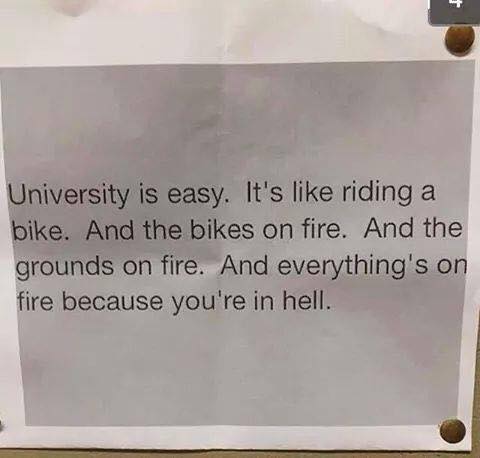 University is easy. It's like riding a
bike. And the bikes on fire. And the
grounds on fire. And everything's on
fire because you're in hell.